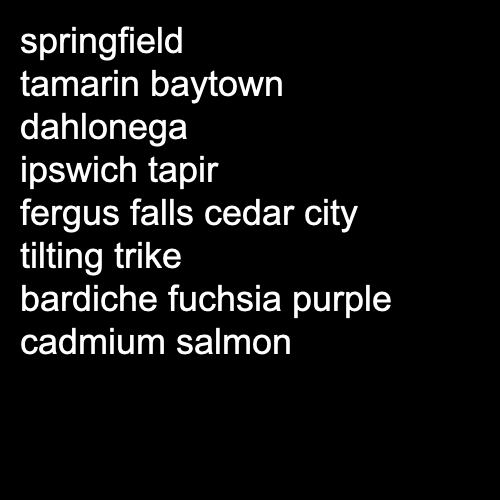 springfield
tamarin baytown
dahlonega
ipswich tapir
fergus falls cedar city
tilting trike
bardiche fuchsia purple
cadmium salmon